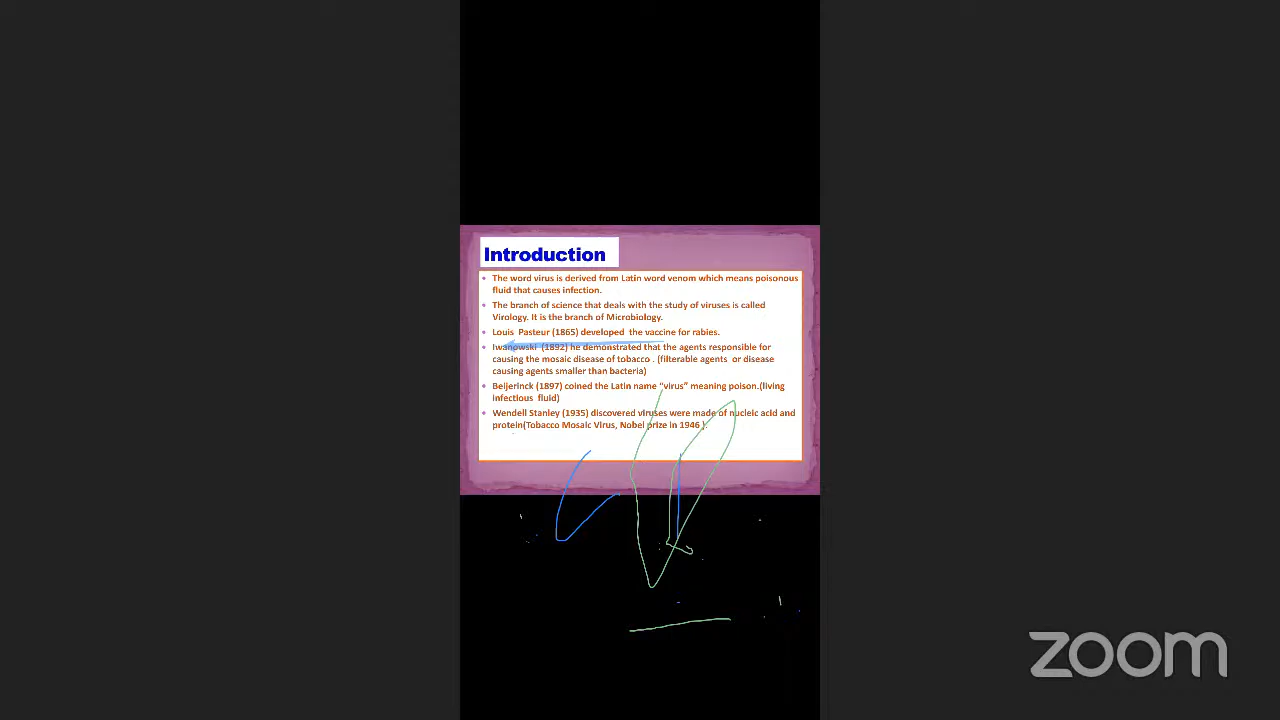 Introduction
• The word virus is derived from Latin word venom which means poisonous
fluid that causes infection.
• The branch of science that deals with the study of viruses is called
Virology. It is the branch of Microbiology.
• Louis Pasteur (1865) developed the vaccine for rabies.
• Iwanowski (1892) he demonstrated that the agents responsible for
causing the mosaic disease of tobacco . (filterable agents or disease
causing agents smaller than bacteria)
• Beijerinck (1897) coined the Latin name “virus” meaning poison.(living
infectious fluid)
• Wendell Stanley (1935) discovered viruses were made of nucleic acid and
protein(Tobacco Mosaic Virus, Nobel prize in 1946 ).
zoom